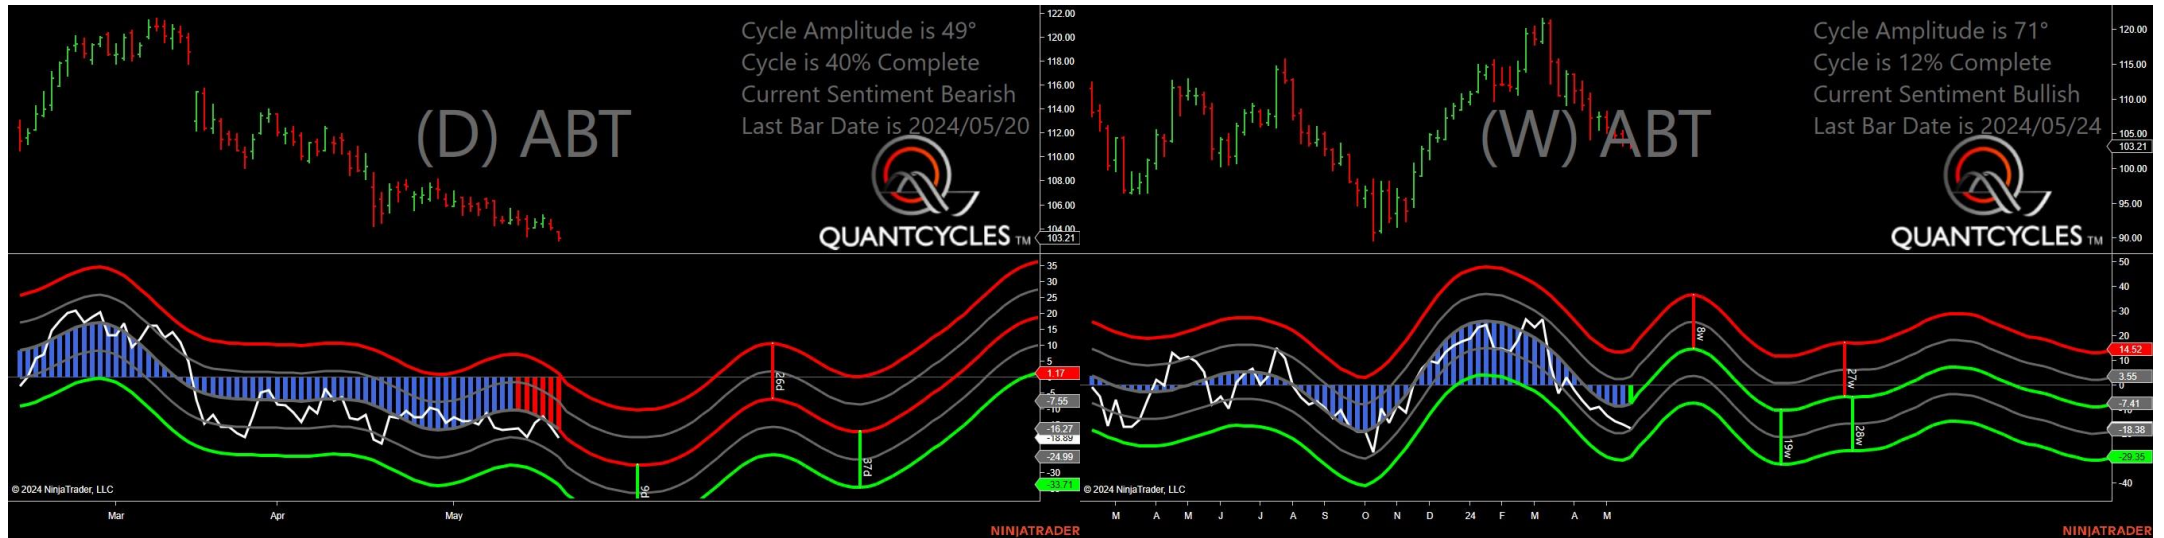 Cycle Amplitude is 49°
Cycle is 40% Complete
Current Sentiment Bearish
Last Bar Date is 2024/05/20
(D) ABT
QUANTCYCLES TM
122.00
120.00
118.00
116.00
114.00
112.00
110.00
108.00
106.00
104.00
103.21
35
30
25
20
15
10
5
1.17
-7.55
-10
-16.27
-18.89
-24.99
-30
-33.71
26d
9d
37d
© 2024 NinjaTrader, LLC
Mar Apr May
NINJATRADER
Cycle Amplitude is 71°
Cycle is 12% Complete
Current Sentiment Bullish
Last Bar Date is 2024/05/24
(W) ABT
QUANTCYCLES TM
120.00
115.00
110.00
105.00
103.21
100.00
95.00
90.00
50
40
30
20
14.52
10
3.55
0
-7.41
-18.38
-29.35
-40
8w
27w
19w
28w
© 2024 NinjaTrader, LLC
M A M J J A S O N D 24 F M A M
NINJATRADER